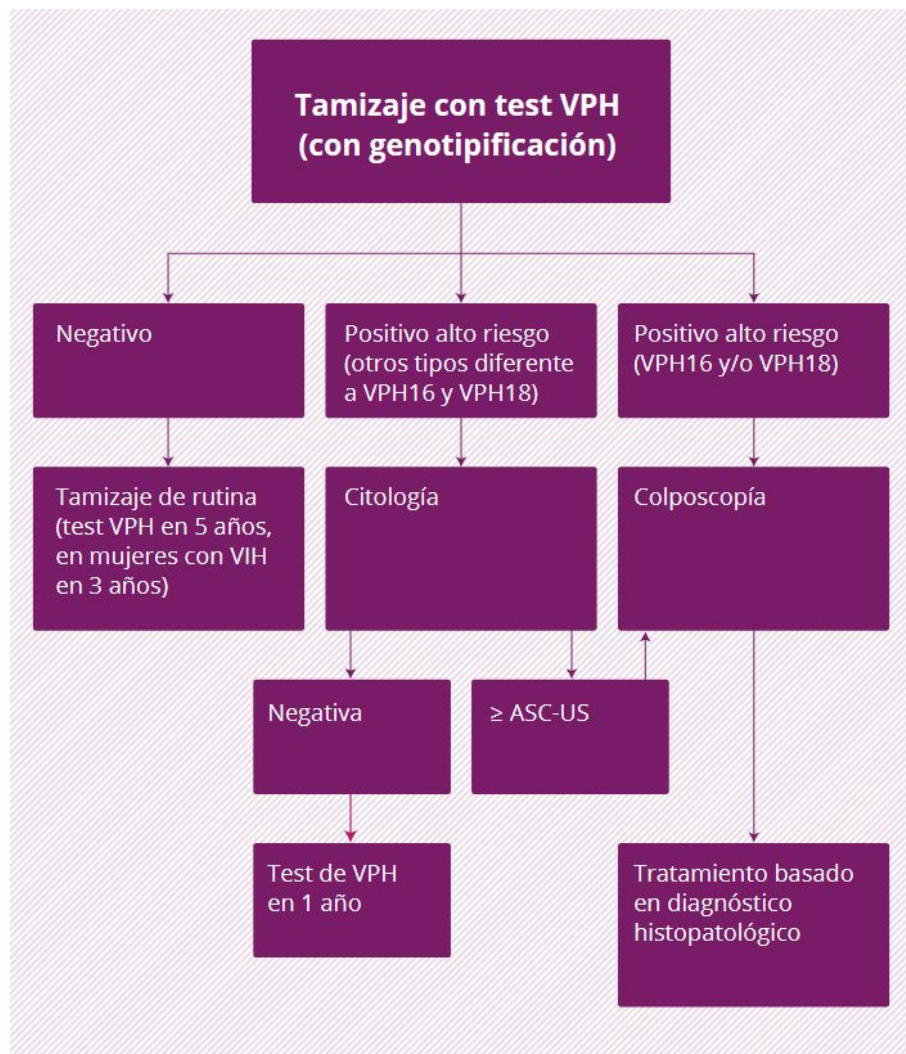 Tamizaje con test VPH
(con genotipificación)
Negativo
Positivo alto riesgo
(otros tipos diferente
a VPH16 y VPH18)
Positivo alto riesgo
(VPH16 y/o VPH18)
Tamizaje de rutina
(test VPH en 5 años,
en mujeres con VIH
en 3 años)
Citología
Colposcopía
Negativa
≥ ASC-US
Test de VPH
en 1 año
Tratamiento basado
en diagnóstico
histopatológico